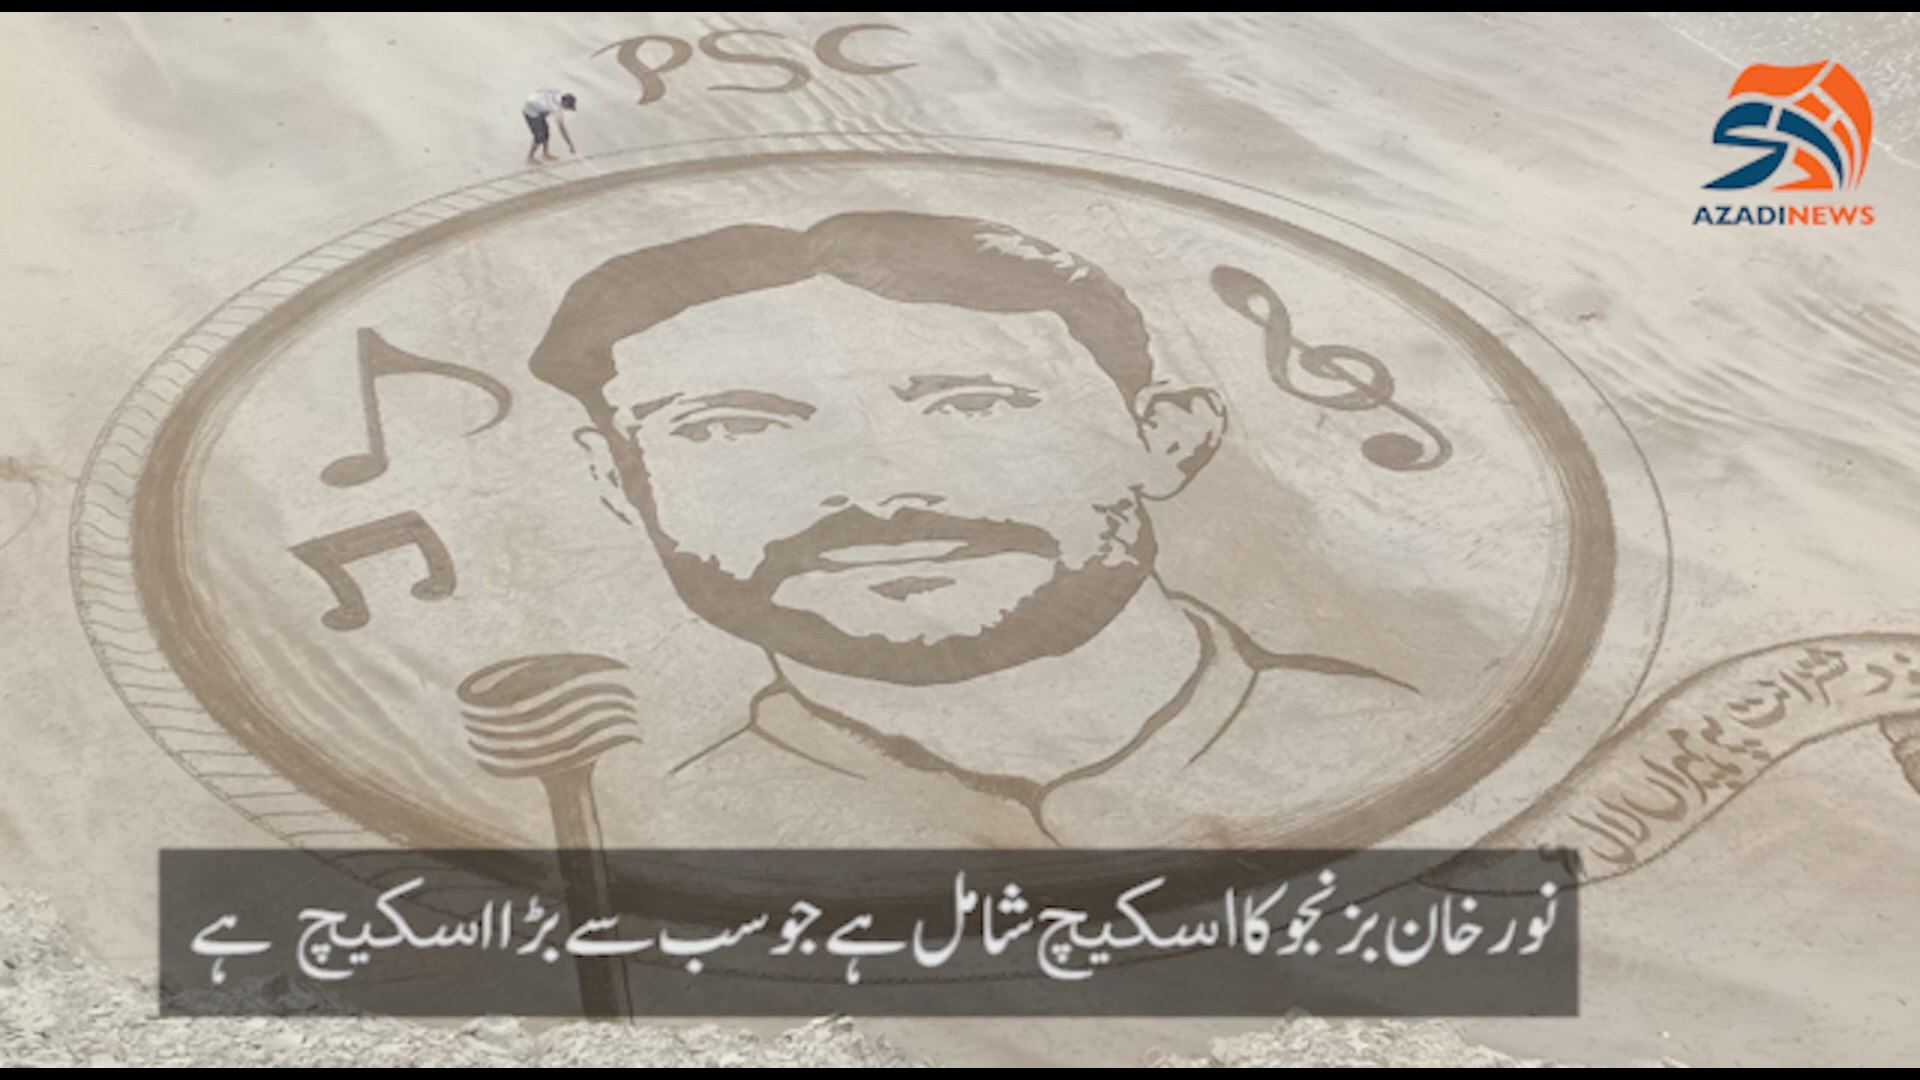 PSC
AZADINEWS
نور خان بزنجو کا اسکیچ شامل ہے جو سب سے بڑا اسکیچ ہے